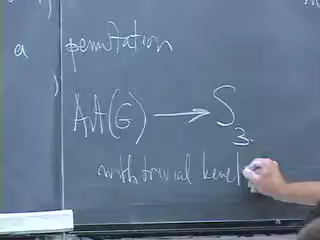 a permutation
)
Aut(G) → S₃.
with trivial kernel